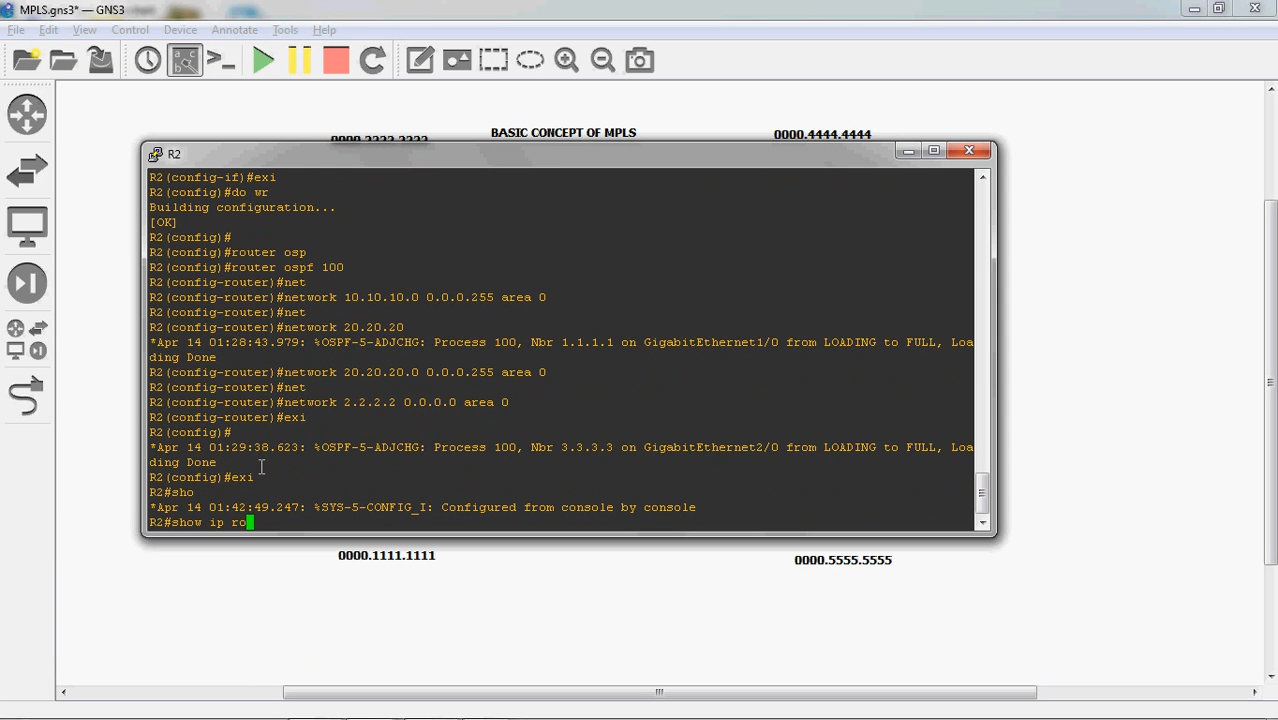 MPLS.gns3* — GNS3
File Edit View Control Device Annotate Tools Help
BASIC CONCEPT OF MPLS
0000.2222.2222
0000.4444.4444
R2
R2(config-if)#exi
R2(config)#do wr
Building configuration...
[OK]
R2(config)#
R2(config)#router osp
R2(config)#router ospf 100
R2(config-router)#net
R2(config-router)#network 10.10.10.0 0.0.0.255 area 0
R2(config-router)#net
R2(config-router)#network 20.20.20
*Apr 14 01:28:43.979: %OSPF-5-ADJCHG: Process 100, Nbr 1.1.1.1 on GigabitEthernet1/0 from LOADING to FULL, Loa
ding Done
R2(config-router)#network 20.20.20.0 0.0.0.255 area 0
R2(config-router)#net
R2(config-router)#network 2.2.2.2 0.0.0.0 area 0
R2(config-router)#exi
R2(config)#
*Apr 14 01:29:38.623: %OSPF-5-ADJCHG: Process 100, Nbr 3.3.3.3 on GigabitEthernet2/0 from LOADING to FULL, Loa
ding Done
R2(config)#exi
R2#sho
*Apr 14 01:42:49.247: %SYS-5-CONFIG_I: Configured from console by console
R2#show ip ro
0000.1111.1111
0000.5555.5555